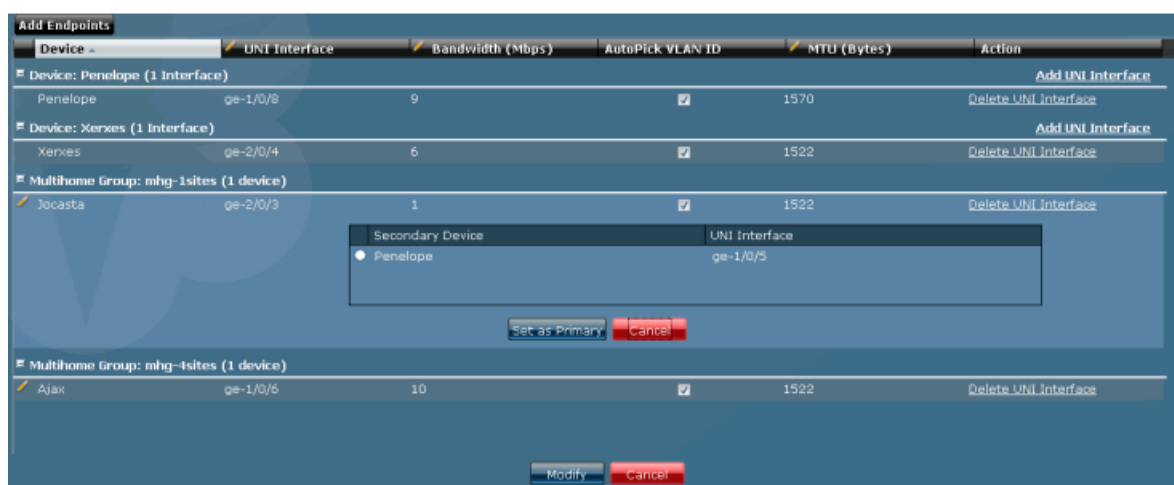 Add Endpoints
Device UNI Interface Bandwidth (Mbps) AutoPick VLAN ID MTU (Bytes) Action
Device: Penelope (1 Interface) Add UNI Interface
Penelope ge-1/0/8 9 1570 Delete UNI Interface
Device: Xerxes (1 Interface) Add UNI Interface
Xerxes ge-2/0/4 6 1522 Delete UNI Interface
Multihome Group: mhg-1sites (1 device)
Jocasta ge-2/0/3 1 1522 Delete UNI Interface
Secondary Device UNI Interface
Penelope ge-1/0/5
Set as Primary Cancel
Multihome Group: mhg-4sites (1 device)
Ajax ge-1/0/6 10 1522 Delete UNI Interface
Modify Cancel